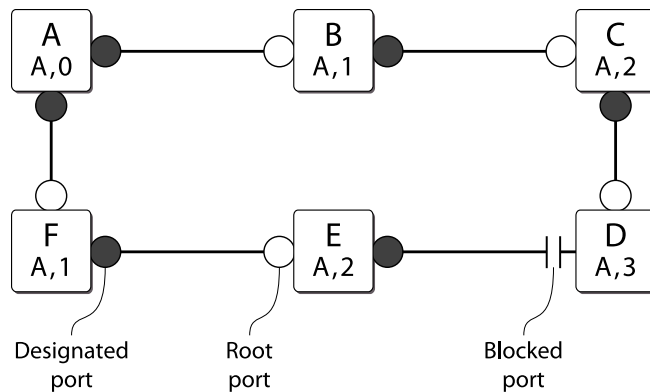 A
A,0
B
A,1
C
A,2
F
A,1
E
A,2
D
A,3
Designated
port
Root
port
Blocked
port